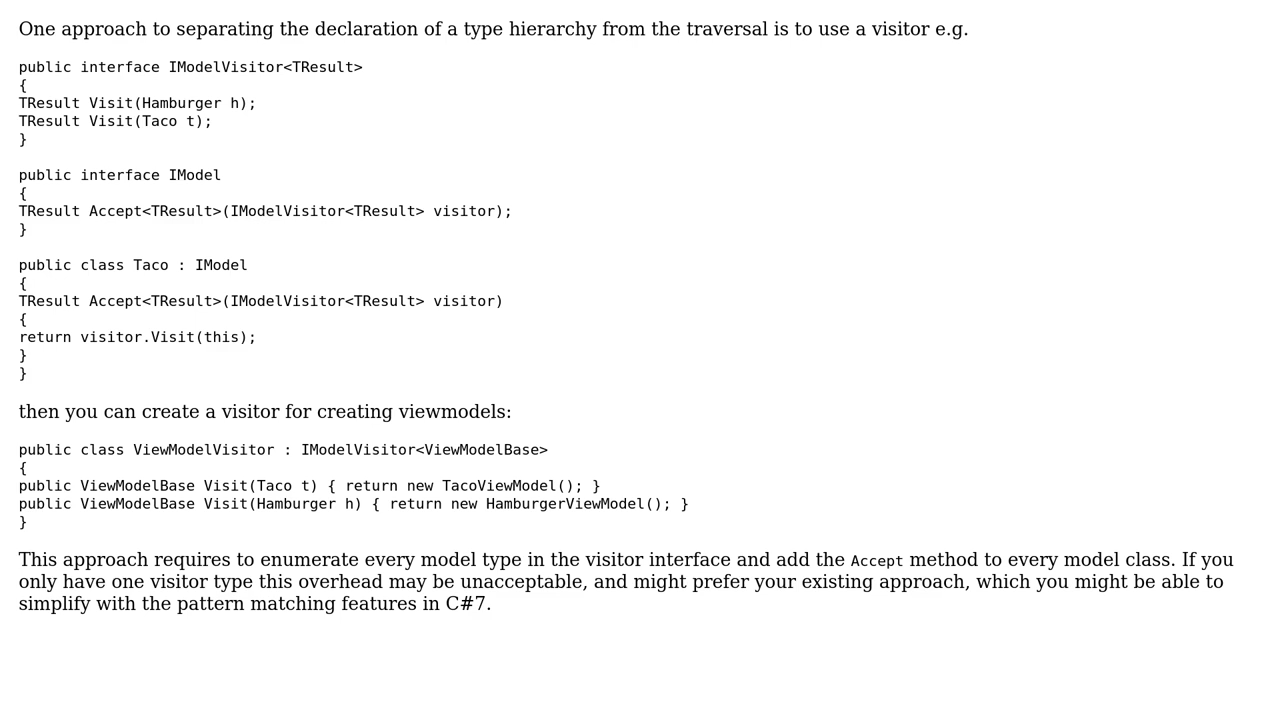 One approach to separating the declaration of a type hierarchy from the traversal is to use a visitor e.g.
public interface IModelVisitor<TResult>
{
TResult Visit(Hamburger h);
TResult Visit(Taco t);
}
public interface IModel
{
TResult Accept<TResult>(IModelVisitor<TResult> visitor);
}
public class Taco : IModel
{
TResult Accept<TResult>(IModelVisitor<TResult> visitor)
{
return visitor.Visit(this);
}
}
then you can create a visitor for creating viewmodels:
public class ViewModelVisitor : IModelVisitor<ViewModelBase>
{
public ViewModelBase Visit(Taco t) { return new TacoViewModel(); }
public ViewModelBase Visit(Hamburger h) { return new HamburgerViewModel(); }
}
This approach requires to enumerate every model type in the visitor interface and add the Accept method to every model class. If you
only have one visitor type this overhead may be unacceptable, and might prefer your existing approach, which you might be able to
simplify with the pattern matching features in C#7.